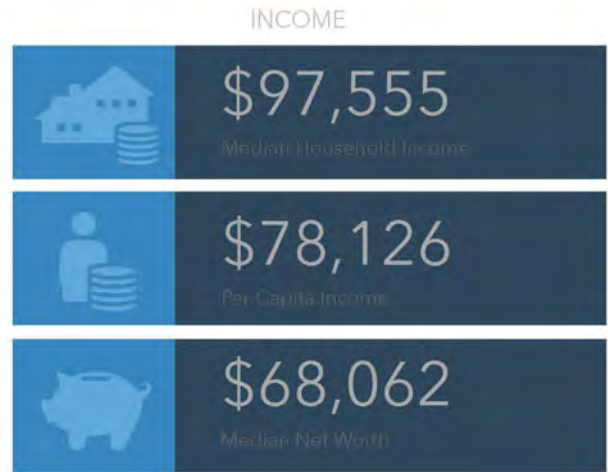 INCOME
$97,555
Median Household Income
$78,126
Per Capita Income
$68,062
Median Net Worth